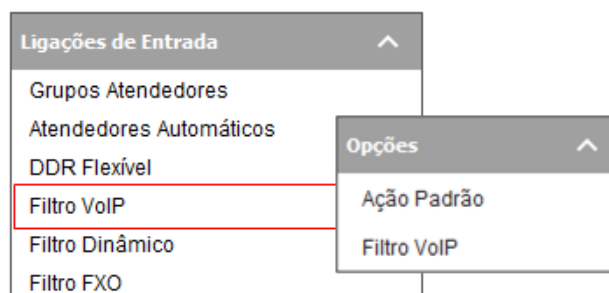 Ligações de Entrada
Grupos Atendedores
Atendedores Automáticos
DDR Flexível
Filtro VoIP
Filtro Dinâmico
Filtro FXO
Opções
Ação Padrão
Filtro VoIP